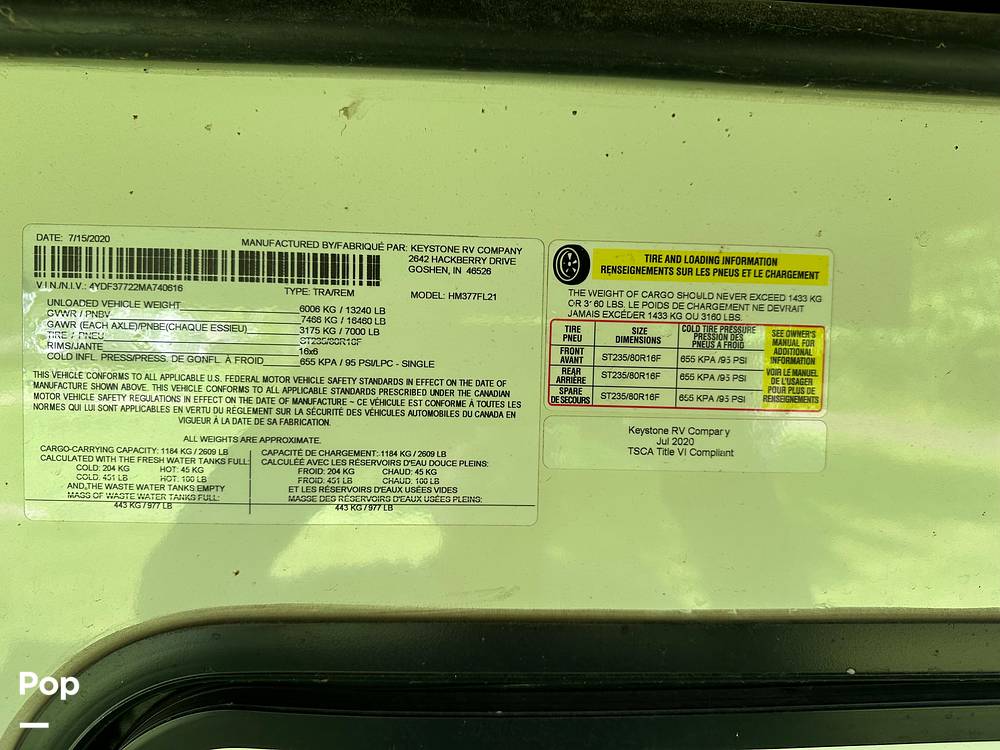 DATE: 7/15/2020
MANUFACTURED BY/FABRIQUÉ PAR: KEYSTONE RV COMPANY
2642 HACKBERRY DRIVE
GOSHEN, IN 46526
V I N./N.I.V.: 4YDF37722MA740616
TYPE: TRA/REM
MODEL: HM377FL21
UNLOADED VEHICLE WEIGHT 6006 KG / 13240 LB
GVWR / PNBV 7466 KG / 16460 LB
GAWR (EACH AXLE)/PNBE(CHAQUE ESSIEU) 3175 KG / 7000 LB
TIRE / PNEU ST235/80R16F
RIMS/JANTE 16x6
COLD INFL. PRESS/PRESS. DE GONFL. À FROID 655 KPA / 95 PSI/LPC - SINGLE
THIS VEHICLE CONFORMS TO ALL APPLICABLE U.S. FEDERAL MOTOR VEHICLE SAFETY STANDARDS IN EFFECT ON THE DATE OF
MANUFACTURE SHOWN ABOVE. THIS VEHICLE CONFORMS TO ALL APPLICABLE STANDARDS PRESCRIBED UNDER THE CANADIAN
MOTOR VEHICLE SAFETY REGULATIONS IN EFFECT ON THE DATE OF MANUFACTURE ~ CE VÉHICULE EST CONFORME À TOUTES LES
NORMES QUI LUI SONT APPLICABLES EN VERTU DU RÈGLEMENT SUR LA SÉCURITÉ DES VÉHICULES AUTOMOBILES DU CANADA EN
VIGUEUR À LA DATE DE SA FABRICATION.
ALL WEIGHTS ARE APPROXIMATE.
CARGO-CARRYING CAPACITY: 1184 KG / 2609 LB
CALCULATED WITH THE FRESH WATER TANKS FULL:
COLD: 204 KG HOT: 45 KG
COLD: 451 LB HOT: 100 LB
AND THE WASTE WATER TANKS EMPTY
MASS OF WASTE WATER TANKS FULL:
443 KG / 977 LB
CAPACITÉ DE CHARGEMENT: 1184 KG / 2609 LB
CALCULÉE AVEC LES RÉSERVOIRS D'EAU DOUCE PLEINS:
FROID: 204 KG CHAUD: 45 KG
FROID: 451 LB CHAUD: 100 LB
ET LES RÉSERVOIRS D'EAUX USÉES VIDES
MASSE DES RÉSERVOIRS D'EAUX USÉES PLEINS:
443 KG / 977 LB
TIRE AND LOADING INFORMATION
RENSEIGNEMENTS SUR LES PNEUS ET LE CHARGEMENT
THE WEIGHT OF CARGO SHOULD NEVER EXCEED 1433 KG
OR 3160 LBS. LE POIDS DE CHARGEMENT NE DEVRAIT
JAMAIS EXCÉDER 1433 KG OU 3160 LBS.
TIRE
PNEU
SIZE
DIMENSIONS
COLD TIRE PRESSURE
PRESSION DES
PNEUS A FROID
FRONT
AVANT
ST235/80R16F
655 KPA /95 PSI
REAR
ARRIÈRE
ST235/80R16F
655 KPA /95 PSI
SPARE
DE SECOURS
ST235/80R16F
655 KPA /95 PSI
SEE OWNER'S
MANUAL FOR
ADDITIONAL
INFORMATION
VOIR LE MANUEL
DE L'USAGER
POUR PLUS DE
RENSEIGNEMENTS
Keystone RV Company
Jul 2020
TSCA Title VI Compliant
Pop